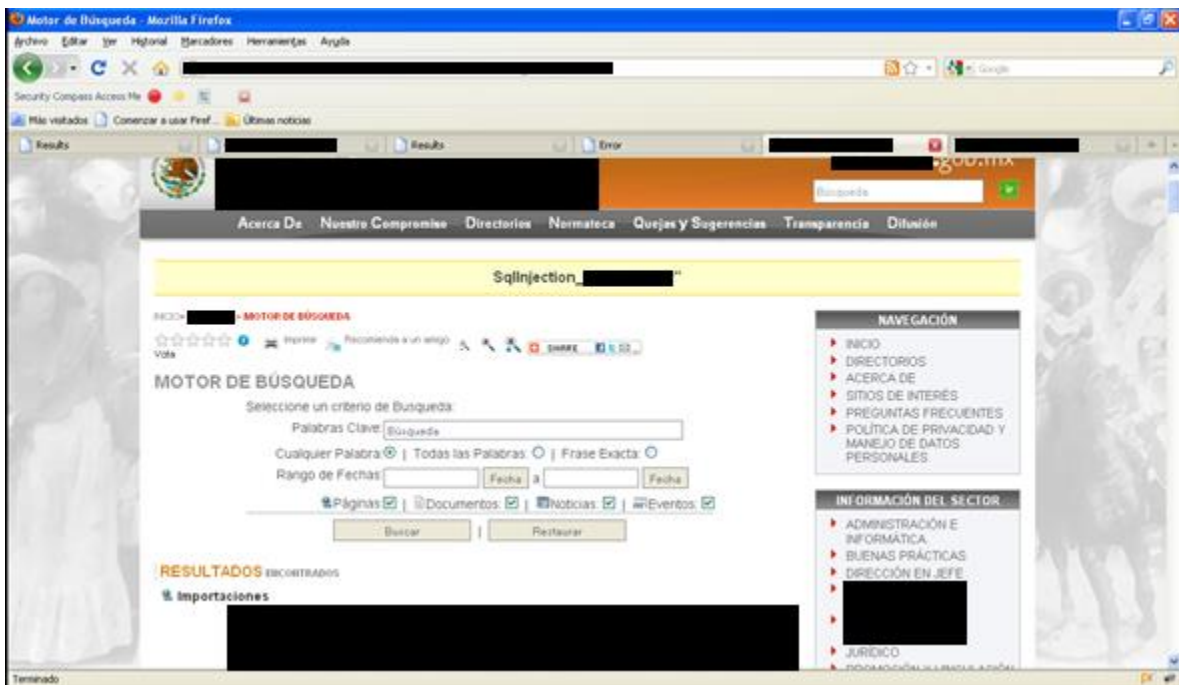 Motor de Búsqueda - Mozilla Firefox
Archivo Editar Ver Historial Marcadores Herramientas Ayuda
Google
Security Compass Access Me
Más visitados Comenzar a usar Firef... Últimas noticias
Results Results Error
.gob.mx
Búsqueda
Acerca De Nuestro Compromiso Directorios Normateca Quejas y Sugerencias Transparencia Difusión
SqlInjection_ "
INICIO» » MOTOR DE BÚSQUEDA
Vota Imprimir Recomienda a un amigo SHARE
MOTOR DE BÚSQUEDA
Seleccione un criterio de Busqueda:
Palabras Clave: Búsqueda
Cualquier Palabra: | Todas las Palabras: | Frase Exacta:
Rango de Fechas: Fecha a Fecha
Páginas | Documentos: | Noticias: | Eventos:
Buscar | Restaurar
RESULTADOS ENCONTRADOS
Importaciones
NAVEGACIÓN
INICIO
DIRECTORIOS
ACERCA DE
SITIOS DE INTERÉS
PREGUNTAS FRECUENTES
POLÍTICA DE PRIVACIDAD Y
MANEJO DE DATOS
PERSONALES
INFORMACIÓN DEL SECTOR
ADMINISTRACIÓN E
INFORMÁTICA
BUENAS PRÁCTICAS
DIRECCIÓN EN JEFE
JURÍDICO
Terminado